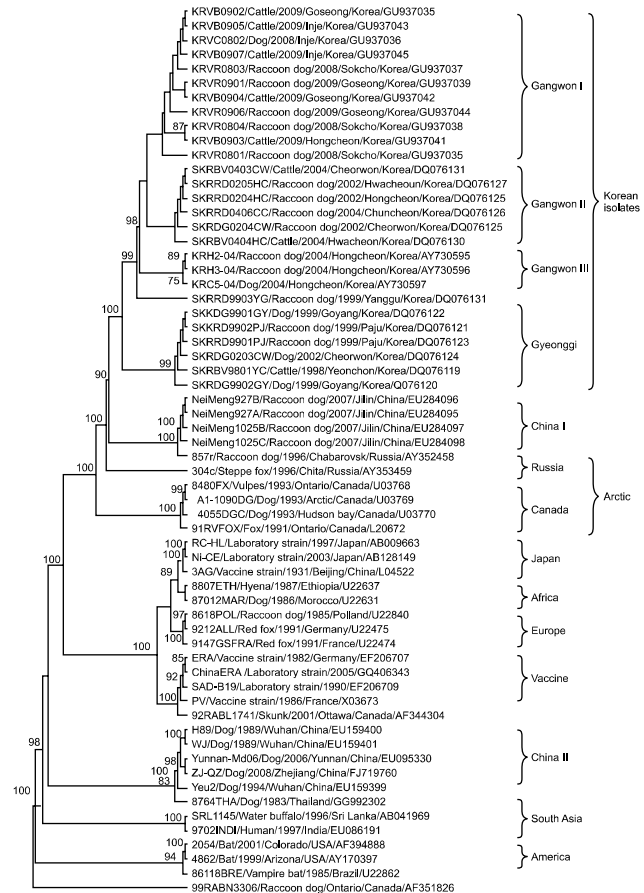 KRVB0902/Cattle/2009/Goseong/Korea/GU937035
KRVB0905/Cattle/2009/Inje/Korea/GU937043
KRVC0802/Dog/2008/Inje/Korea/GU937036
KRVB0907/Cattle/2009/Inje/Korea/GU937045
KRVR0803/Raccoon dog/2008/Sokcho/Korea/GU937037
KRVR0901/Raccoon dog/2009/Goseong/Korea/GU937039
KRVB0904/Cattle/2009/Goseong/Korea/GU937042
KRVR0906/Raccoon dog/2009/Goseong/Korea/GU937044
KRVR0804/Raccoon dog/2008/Sokcho/Korea/GU937038
KRVB0903/Cattle/2009/Hongcheon/Korea/GU937041
KRVR0801/Raccoon dog/2008/Sokcho/Korea/GU937035
Gangwon I
87
SKRBV0403CW/Cattle/2004/Cheorwon/Korea/DQ076131
SKRRD0205HC/Raccoon dog/2002/Hwacheoun/Korea/DQ076127
SKRRD0204HC/Raccoon dog/2002/Hongcheon/Korea/DQ076125
SKRRD0406CC/Raccoon dog/2004/Chuncheon/Korea/DQ076126
SKRDG0204CW/Raccoon dog/2002/Cheorwon/Korea/DQ076125
SKRBV0404HC/Cattle/2004/Hwacheon/Korea/DQ076130
Gangwon II
Korean isolates
98
KRH2-04/Raccoon dog/2004/Hongcheon/Korea/AY730595
KRH3-04/Raccoon dog/2004/Hongcheon/Korea/AY730596
KRC5-04/Dog/2004/Hongcheon/Korea/AY730597
Gangwon III
89
75
99
SKRRD9903YG/Raccoon dog/1999/Yanggu/Korea/DQ076131
SKKDG9901GY/Dog/1999/Goyang/Korea/DQ076122
SKKRD9902PJ/Raccoon dog/1999/Paju/Korea/DQ076121
SKRRD9901PJ/Raccoon dog/1999/Paju/Korea/DQ076123
SKRDG0203CW/Dog/2002/Cheorwon/Korea/DQ076124
SKRBV9801YC/Cattle/1998/Yeonchon/Korea/DQ076119
SKRDG9902GY/Dog/1999/Goyang/Korea/Q076120
Gyeonggi
100
99
90
NeiMeng927B/Raccoon dog/2007/Jilin/China/EU284096
NeiMeng927A/Raccoon dog/2007/Jilin/China/EU284095
NeiMeng1025B/Raccoon dog/2007/Jilin/China/EU284097
NeiMeng1025C/Raccoon dog/2007/Jilin/China/EU284098
China I
100
100
100
857r/Raccoon dog/1996/Chabarovsk/Russia/AY352458
304c/Steppe fox/1996/Chita/Russia/AY353459
Russia
100
8480FX/Vulpes/1993/Ontario/Canada/U03768
A1-1090DG/Dog/1993/Arctic/Canada/U03769
4055DGC/Dog/1993/Hudson bay/Canada/U03770
91RVFOX/Fox/1991/Ontario/Canada/L20672
Canada
Arctic
99
100
100
RC-HL/Laboratory strain/1997/Japan/AB009663
Ni-CE/Laboratory strain/2003/Japan/AB128149
3AG/Vaccine strain/1931/Beijing/China/L04522
Japan
100
100
89
8807ETH/Hyena/1987/Ethiopia/U22637
87012MAR/Dog/1986/Morocco/U22631
Africa
100
8618POL/Raccoon dog/1985/Polland/U22840
9212ALL/Red fox/1991/Germany/U22475
9147GSFRA/Red fox/1991/France/U22474
Europe
97
100
100
ERA/Vaccine strain/1982/Germany/EF206707
ChinaERA /Laboratory strain/2005/GQ406343
SAD-B19/Laboratory strain/1990/EF206709
PV/Vaccine strain/1986/France/X03673
92RABL1741/Skunk/2001/Ottawa/Canada/AF344304
Vaccine
85
92
100
H89/Dog/1989/Wuhan/China/EU159400
WJ/Dog/1989/Wuhan/China/EU159401
Yunnan-Md06/Dog/2006/Yunnan/China/EU095330
ZJ-QZ/Dog/2008/Zhejiang/China/FJ719760
Yeu2/Dog/1994/Wuhan/China/EU159399
China II
100
98
98
100
83
8764THA/Dog/1983/Thailand/GG992302
SRL1145/Water buffalo/1996/Sri Lanka/AB041969
9702INDI/Human/1997/India/EU086191
South Asia
100
100
2054/Bat/2001/Colorado/USA/AF394888
4862/Bat/1999/Arizona/USA/AY170397
86118BRE/Vampire bat/1985/Brazil/U22862
America
100
94
99RABN3306/Raccoon dog/Ontario/Canada/AF351826